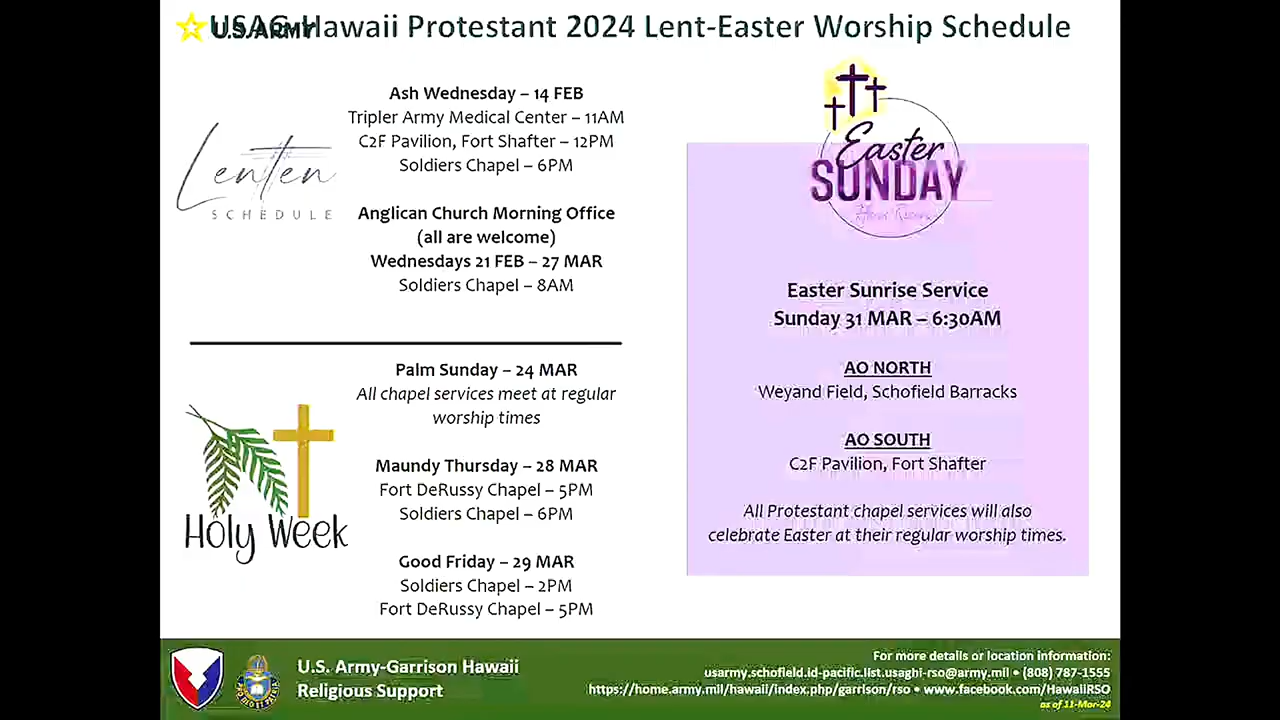 USAG-Hawaii Protestant 2024 Lent-Easter Worship Schedule
U.S. ARMY
Lenten
SCHEDULE
Ash Wednesday – 14 FEB
Tripler Army Medical Center – 11AM
C2F Pavilion, Fort Shafter – 12PM
Soldiers Chapel – 6PM
Anglican Church Morning Office
(all are welcome)
Wednesdays 21 FEB – 27 MAR
Soldiers Chapel – 8AM
Holy Week
Palm Sunday – 24 MAR
All chapel services meet at regular
worship times
Maundy Thursday – 28 MAR
Fort DeRussy Chapel – 5PM
Soldiers Chapel – 6PM
Good Friday – 29 MAR
Soldiers Chapel – 2PM
Fort DeRussy Chapel – 5PM
Easter
SUNDAY
Easter Sunrise Service
Sunday 31 MAR – 6:30AM
AO NORTH
Weyand Field, Schofield Barracks
AO SOUTH
C2F Pavilion, Fort Shafter
All Protestant chapel services will also
celebrate Easter at their regular worship times.
U.S. Army-Garrison Hawaii
Religious Support
For more details or location information:
usarmy.schofield.id-pacific.list.usaghi-rso@army.mil • (808) 787-1555
https://home.army.mil/hawaii/index.php/garrison/rso • www.facebook.com/HawaiiRSO
as of 11-Mar-24